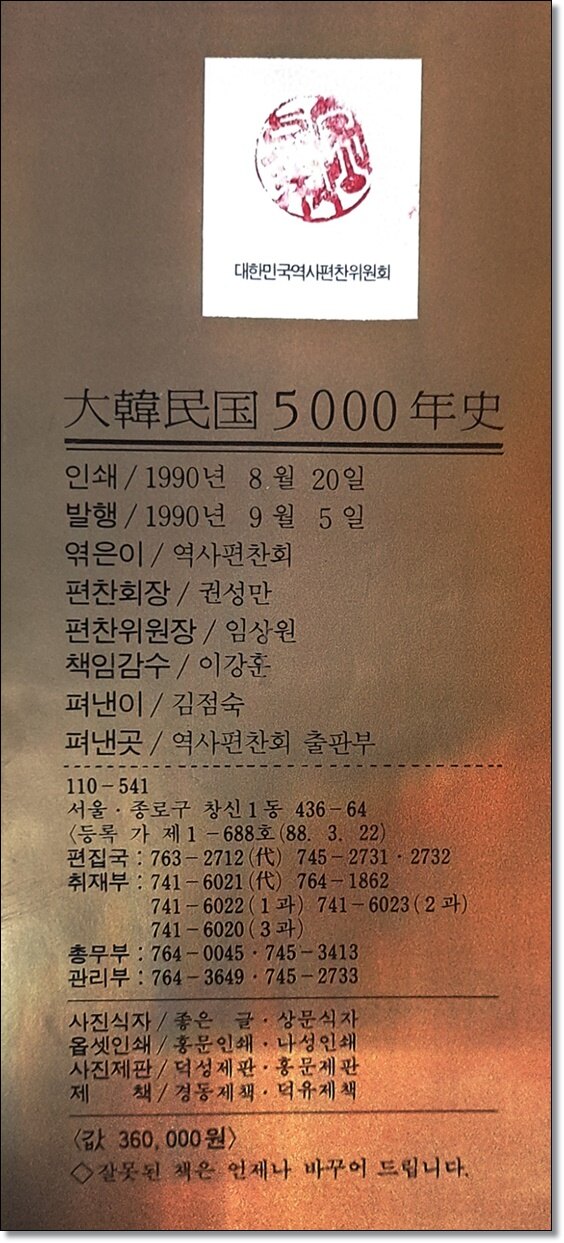 대한민국역사편찬위원회
大韓民国 5000 年史
인쇄 / 1990년 8월 20일
발행 / 1990년 9월 5일
엮은이 / 역사편찬회
편찬회장 / 권성만
편찬위원장 / 임상원
책임감수 / 이강훈
펴낸이 / 김점숙
펴낸곳 / 역사편찬회 출판부
110-541
서울·종로구 창신1동 436-64
〈등록 가 제1-688호(88. 3. 22)
편집국 : 763-2712(代) 745-2731·2732
취재부 : 741-6021(代) 764-1862
741-6022(1과) 741-6023(2과)
741-6020(3과)
총무부 : 764-0045·745-3413
관리부 : 764-3649·745-2733
사진식자 / 좋은 글·상문식자
옵셋인쇄 / 홍문인쇄·나성인쇄
사진제판 / 덕성제판·홍문제판
제 책 / 경동제책·덕유제책
〈값 360,000원〉
◇잘못된 책은 언제나 바꾸어 드립니다.